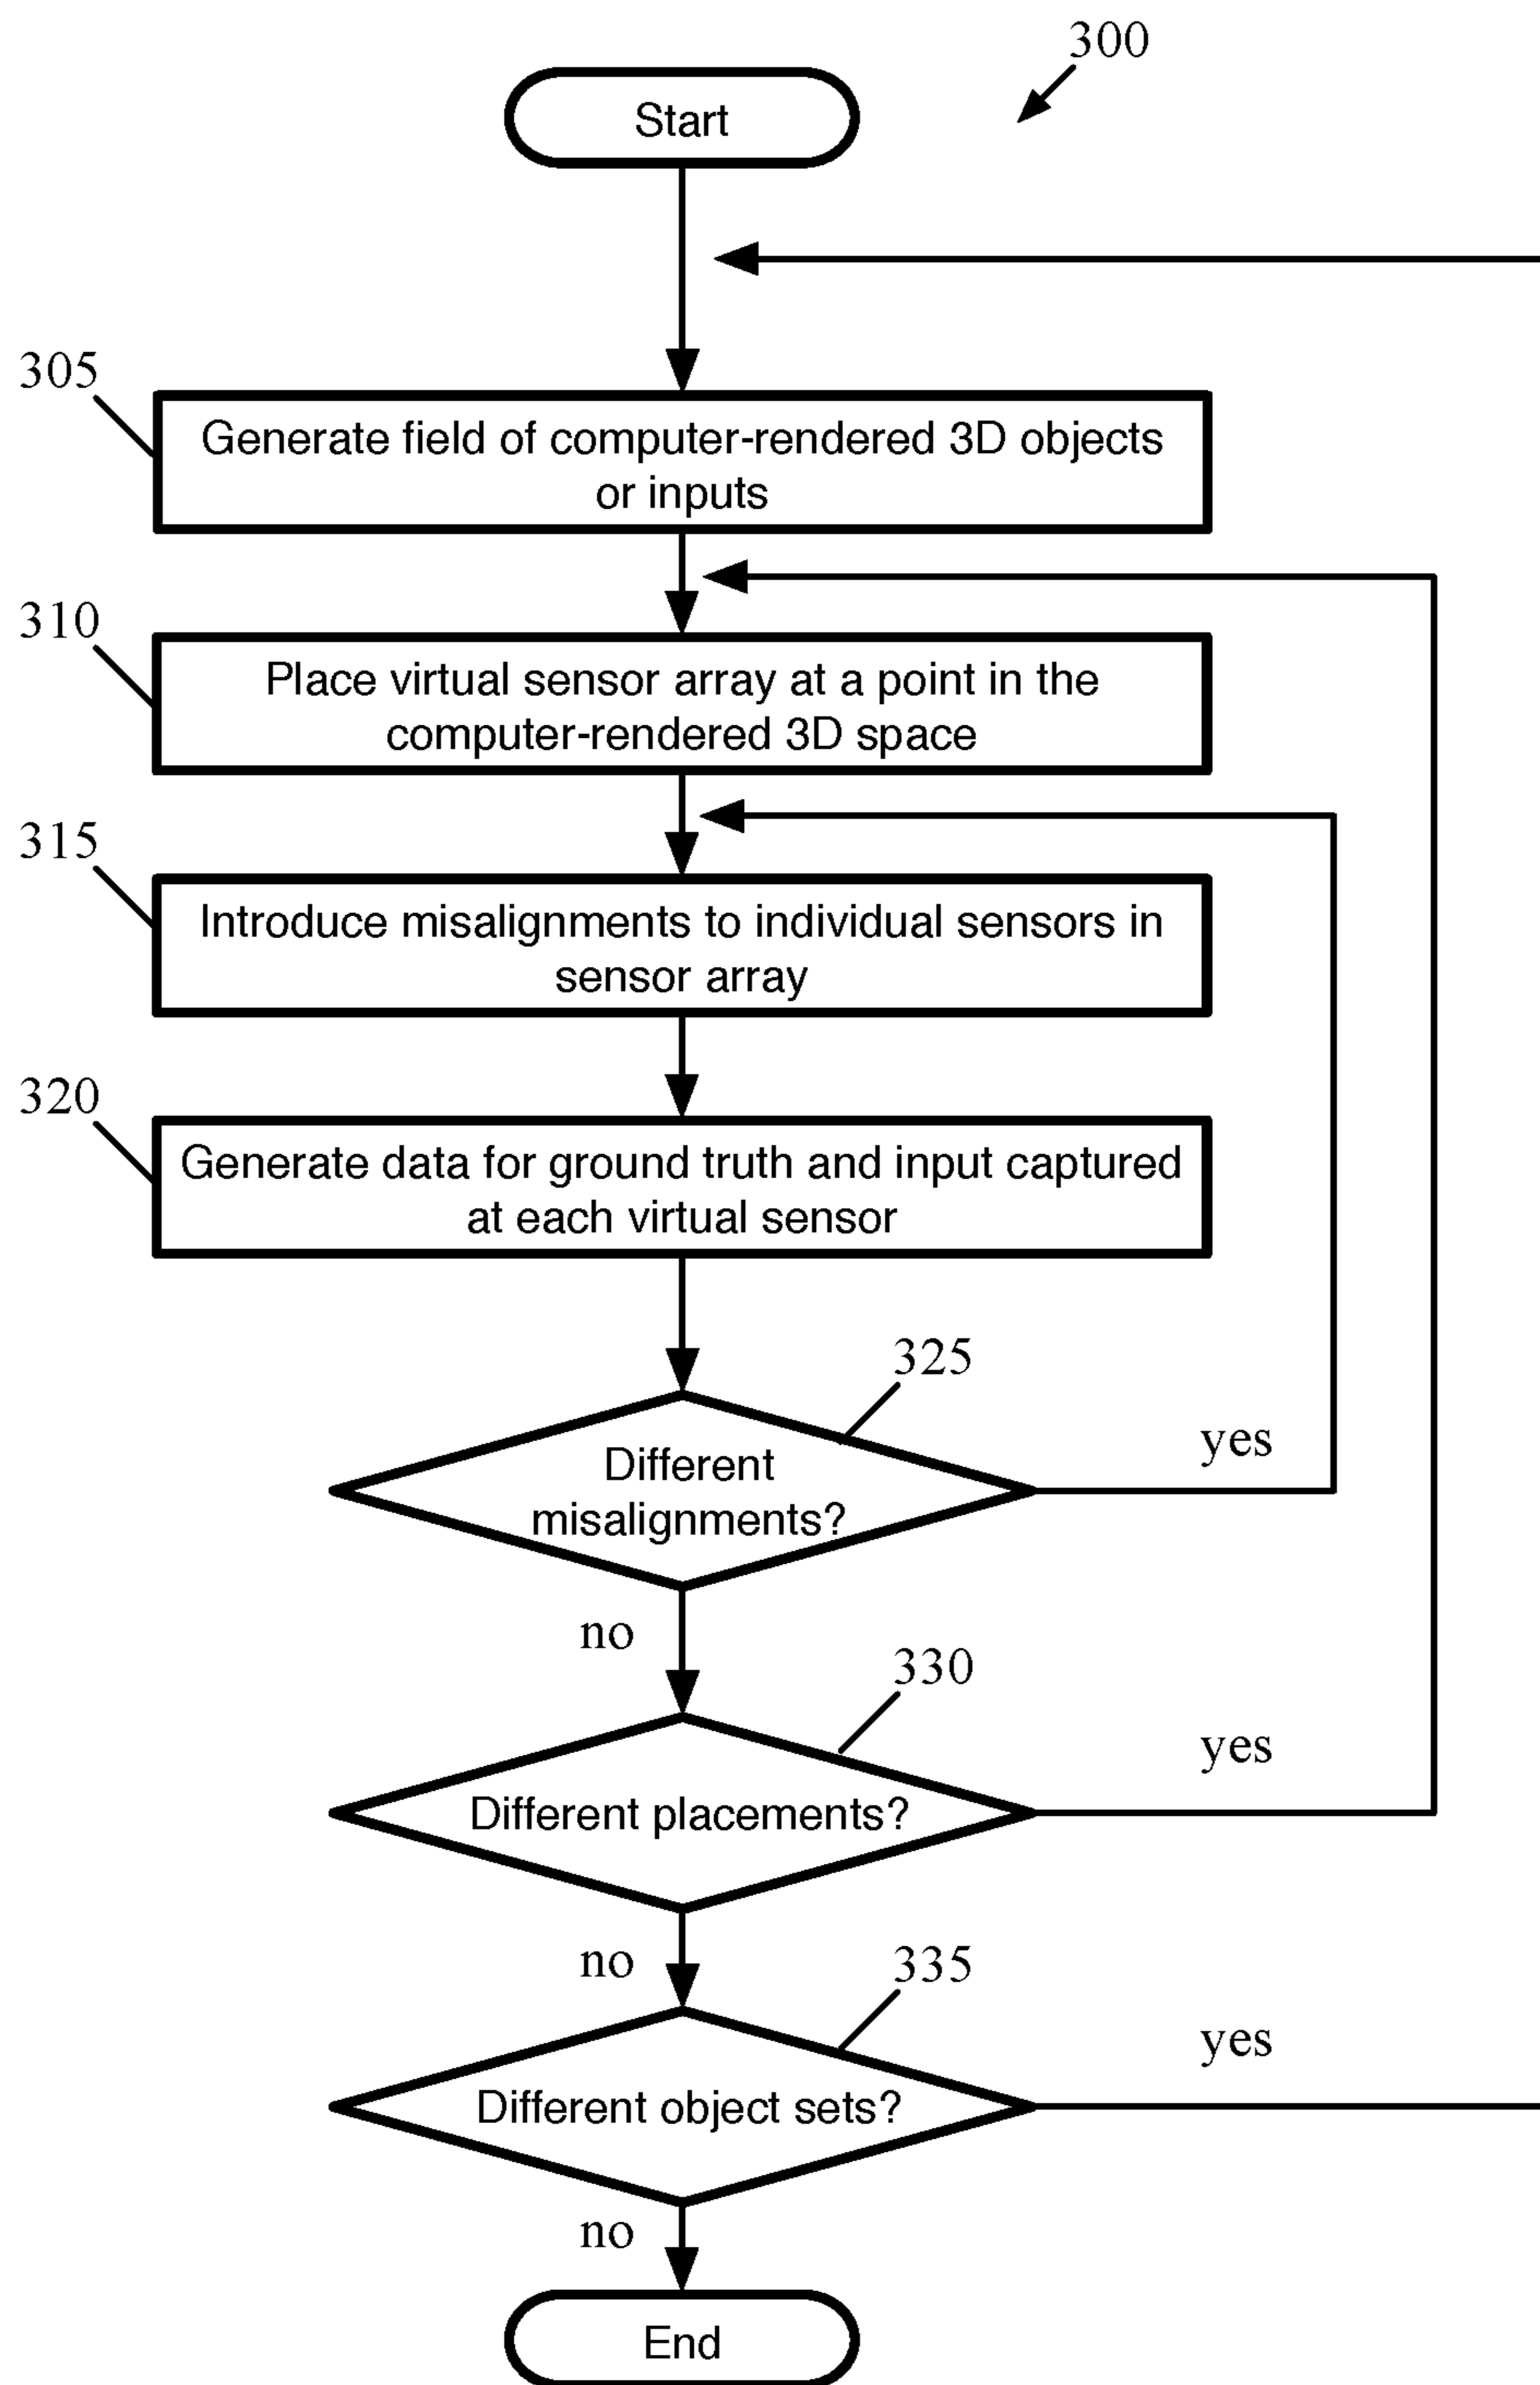 300
Start
305
Generate field of computer-rendered 3D objects
or inputs
310
Place virtual sensor array at a point in the
computer-rendered 3D space
315
Introduce misalignments to individual sensors in
sensor array
320
Generate data for ground truth and input captured
at each virtual sensor
325
Different
misalignments?
yes
no
330
Different placements?
yes
no
335
Different object sets?
yes
no
End